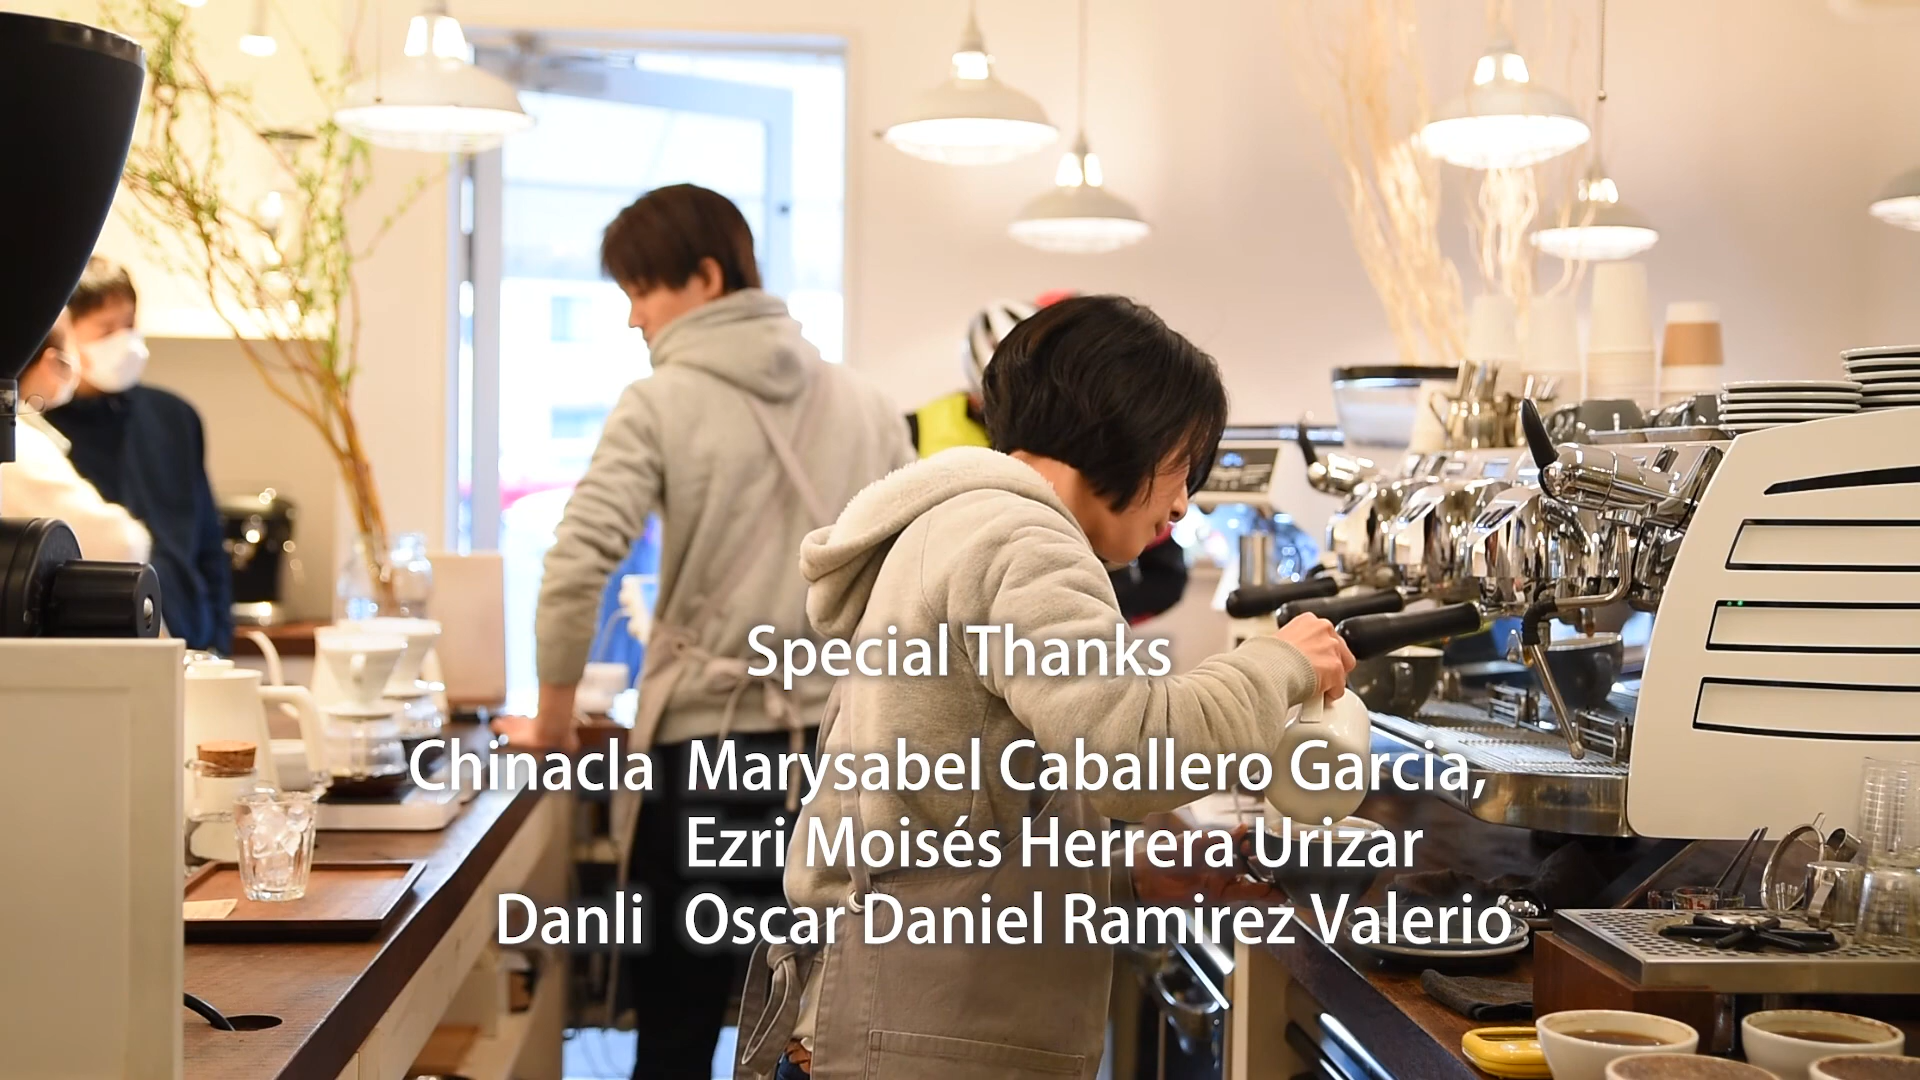 Special Thanks
Chinacla Marysabel Caballero Garcia,
Ezri Moisés Herrera Urizar
Danli Oscar Daniel Ramirez Valerio